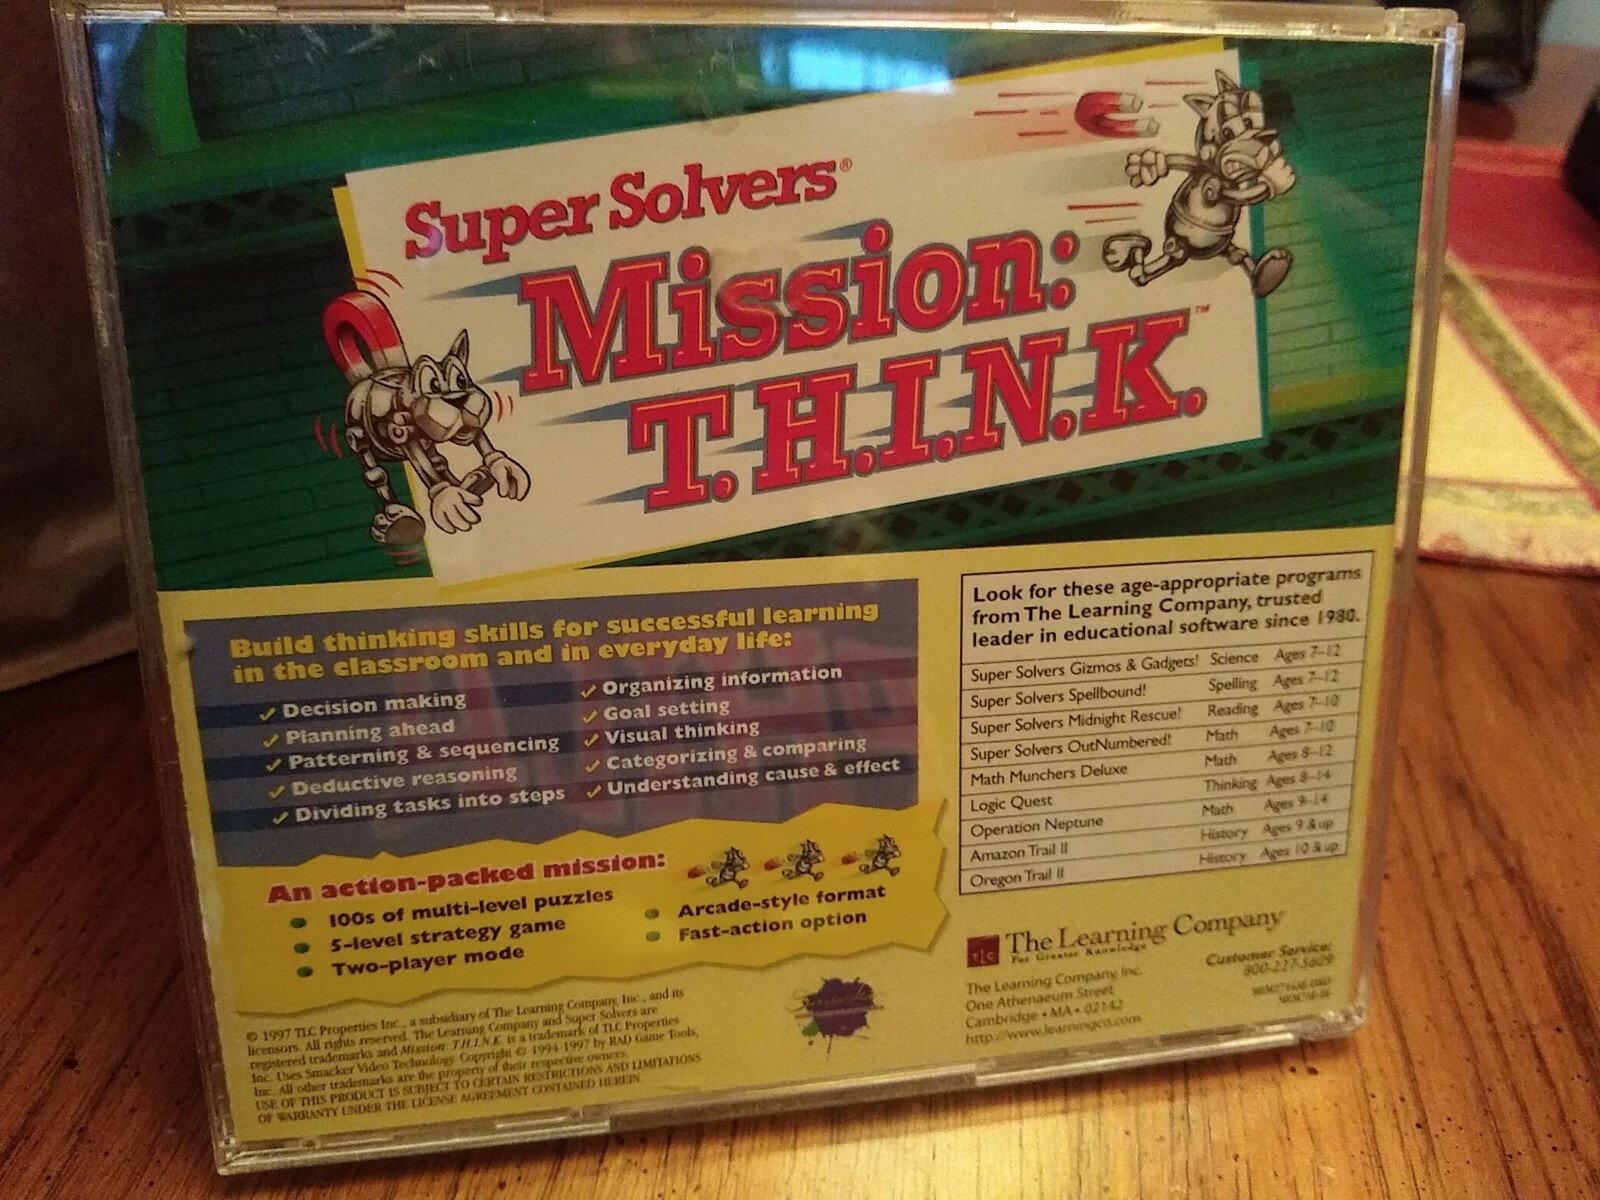 Super Solvers®
Mission:
T.H.I.N.K.™
Build thinking skills for successful learning
in the classroom and in everyday life:
✓ Decision making
✓ Planning ahead
✓ Patterning & sequencing
✓ Deductive reasoning
✓ Dividing tasks into steps
✓ Organizing information
✓ Goal setting
✓ Visual thinking
✓ Categorizing & comparing
✓ Understanding cause & effect
An action-packed mission:
● 100s of multi-level puzzles
● 5-level strategy game
● Two-player mode
● Arcade-style format
● Fast-action option
© 1997 TLC Properties Inc., a subsidiary of The Learning Company, Inc., and its
licensors. All rights reserved. The Learning Company and Super Solvers are
registered trademarks and Mission: T.H.I.N.K. is a trademark of TLC Properties
Inc. Uses Smacker Video Technology. Copyright © 1994-1997 by RAD Game Tools,
Inc. All other trademarks are the property of their respective owners.
USE OF THIS PRODUCT IS SUBJECT TO CERTAIN RESTRICTIONS AND LIMITATIONS
OF WARRANTY UNDER THE LICENSE AGREEMENT CONTAINED HEREIN.
Look for these age-appropriate programs
from The Learning Company, trusted
leader in educational software since 1980.
Super Solvers Gizmos & Gadgets! Science Ages 7–12
Super Solvers Spellbound! Spelling Ages 7–12
Super Solvers Midnight Rescue! Reading Ages 7–10
Super Solvers OutNumbered! Math Ages 7–10
Math Munchers Deluxe Math Ages 8–12
Logic Quest Thinking Ages 8–14
Operation Neptune Math Ages 9–14
Amazon Trail II History Ages 9 & up
Oregon Trail II History Ages 10 & up
TLC
The Learning Company
For Greater Knowledge
The Learning Company, Inc.
One Athenaeum Street
Cambridge • MA • 02142
http://www.learningco.com
Customer Service:
800-227-5609